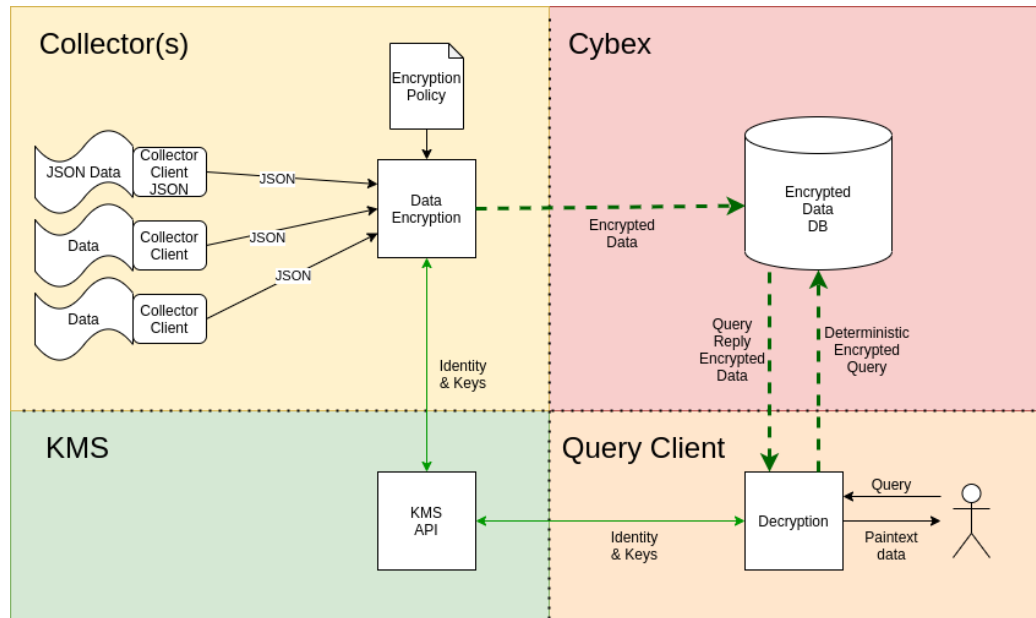 Collector(s)
Cybex
Encryption
Policy
JSON Data
Collector
Client
JSON
JSON
Data
Encryption
Encrypted
Data
Encrypted
Data
DB
Data
Collector
Client
JSON
Data
Collector
Client
JSON
Query
Reply
Encrypted
Data
Deterministic
Encrypted
Query
Identity
& Keys
KMS
Query Client
KMS
API
Identity
& Keys
Decryption
Query
Paintext
data